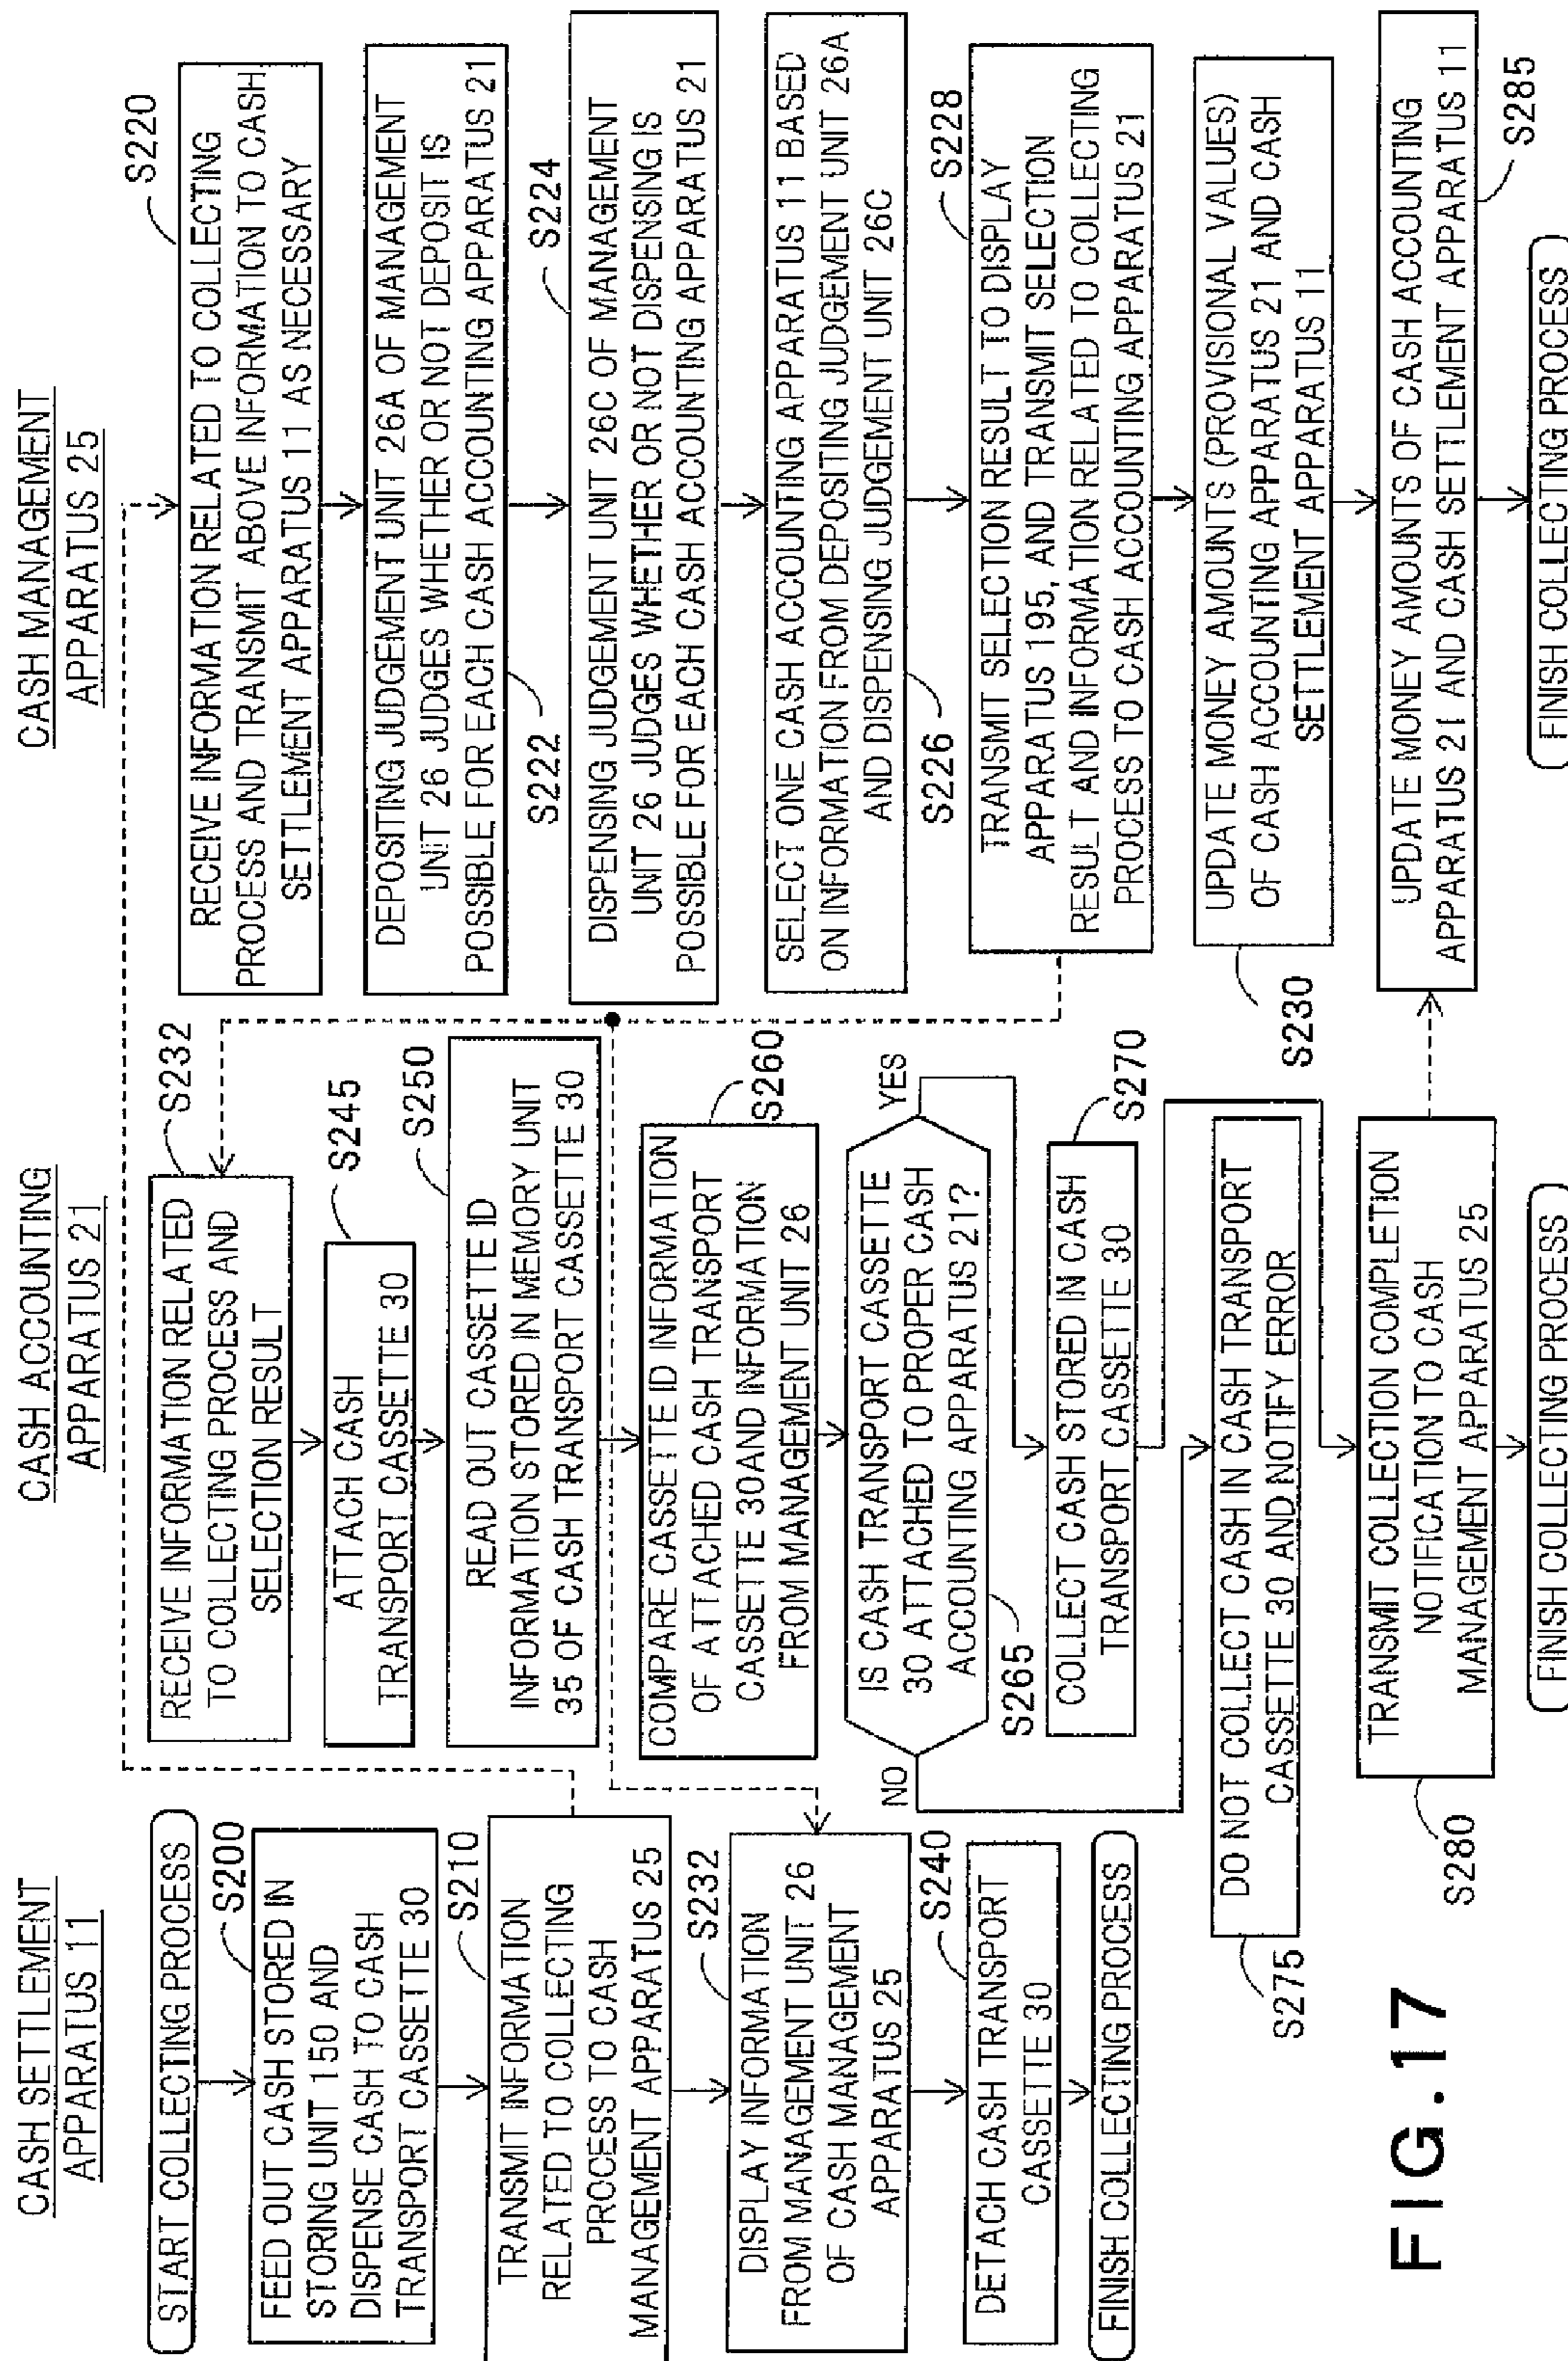 CASH SETTLEMENT
APPARATUS 11
START COLLECTING PROCESS
S200
FEED OUT CASH STORED IN
STORING UNIT 150 AND
DISPENSE CASH TO CASH
TRANSPORT CASSETTE 30
S210
TRANSMIT INFORMATION
RELATED TO COLLECTING
PROCESS TO CASH
MANAGEMENT APPARATUS 25
S232
DISPLAY INFORMATION
FROM MANAGEMENT UNIT 26
OF CASH MANAGEMENT
APPARATUS 25
S240
DETACH CASH TRANSPORT
CASSETTE 30
FINISH COLLECTING PROCESS
CASH ACCOUNTING
APPARATUS 21
S232
RECEIVE INFORMATION RELATED
TO COLLECTING PROCESS AND
SELECTION RESULT
S245
ATTACH CASH
TRANSPORT CASSETTE 30
S250
READ OUT CASSETTE ID
INFORMATION STORED IN MEMORY UNIT
35 OF CASH TRANSPORT CASSETTE 30
S260
COMPARE CASSETE ID INFORMATION
OF ATTACHED CASH TRANSPORT
CASSETTE 30AND INFORMATION
FROM MANAGEMENT UNIT 26
IS CASH TRANSPORT CASSETTE
30 ATTACHED TO PROPER CASH
ACCOUNTING APPARATUS 21?
S265
YES
NO
S270
COLLECT CASH STORED IN CASH
TRANSPORT CASSETTE 30
DO NOT COLLECT CASH IN CASH TRANSPORT
CASSETTE 30 AND NOTIFY ERROR
S275
TRANSMIT COLLECTION COMPLETION
NOTIFICATION TO CASH
MANAGEMENT APPARATUS 25
S280
FINISH COLLECTING PROCESS
CASH MANAGEMENT
APPARATUS 25
S220
RECEIVE INFORMATION RELATED TO COLLECTING
PROCESS AND TRANSMIT ABOVE INFORMATION TO CASH
SETTLEMENT APPARATUS 11 AS NECESSARY
DEPOSITING JUDGEMENT UNIT 26A OF MANAGEMENT
UNIT 26 JUDGES WHETHER OR NOT DEPOSIT IS
POSSIBLE FOR EACH CASH ACCOUNTING APPARATUS 21
S222
S224
DISPENSING JUDGEMENT UNIT 26C OF MANAGEMENT
UNIT 26 JUDGES WHETHER OR NOT DISPENSING IS
POSSIBLE FOR EACH CASH ACCOUNTING APPARATUS 21
SELECT ONE CASH ACCOUNTING APPARATUS 11 BASED
ON INFORMATION FROM DEPOSITING JUDGEMENT UNIT 26A
AND DISPENSING JUDGEMENT UNIT 26C
S226
S228
TRANSMIT SELECTION RESULT TO DISPLAY
APPARATUS 195, AND TRANSMIT SELECTION
RESULT AND INFORMATION RELATED TO COLLECTING
PROCESS TO CASH ACCOUNTING APPARATUS 21
UPDATE MONEY AMOUNTS (PROVISIONAL VALUES)
OF CASH ACCOUNTING APPARATUS 21 AND CASH
SETTLEMENT APPARATUS 11
S230
UPDATE MONEY AMOUNTS OF CASH ACCOUNTING
APPARATUS 21 AND CASH SETTLEMENT APPARATUS 11
S285
FINISH COLLECTING PROCESS
FIG.17